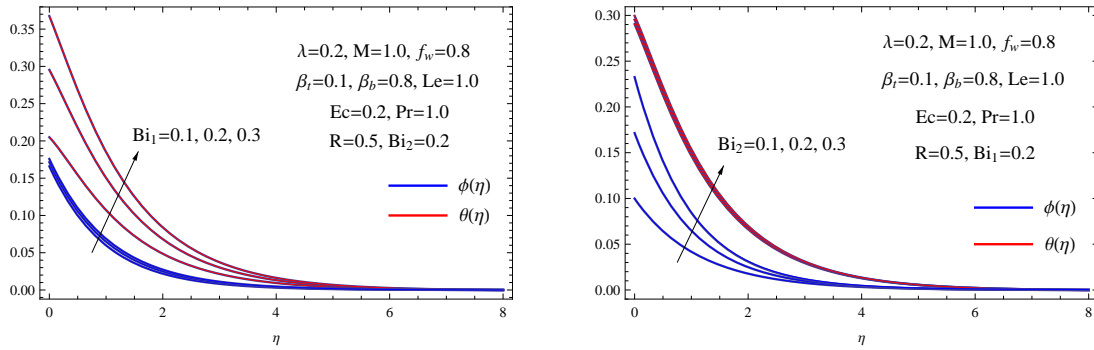 0.35
0.30
0.25
0.20
0.15
0.10
0.05
0.00
λ=0.2, M=1.0, f_w=0.8
β_t=0.1, β_b=0.8, Le=1.0
Ec=0.2, Pr=1.0
R=0.5, Bi₂=0.2
Bi₁=0.1, 0.2, 0.3
ϕ(η)
θ(η)
0 2 4 6 8
η
0.30
0.25
0.20
0.15
0.10
0.05
0.00
λ=0.2, M=1.0, f_w=0.8
β_t=0.1, β_b=0.8, Le=1.0
Ec=0.2, Pr=1.0
R=0.5, Bi₁=0.2
Bi₂=0.1, 0.2, 0.3
ϕ(η)
θ(η)
0 2 4 6 8
η